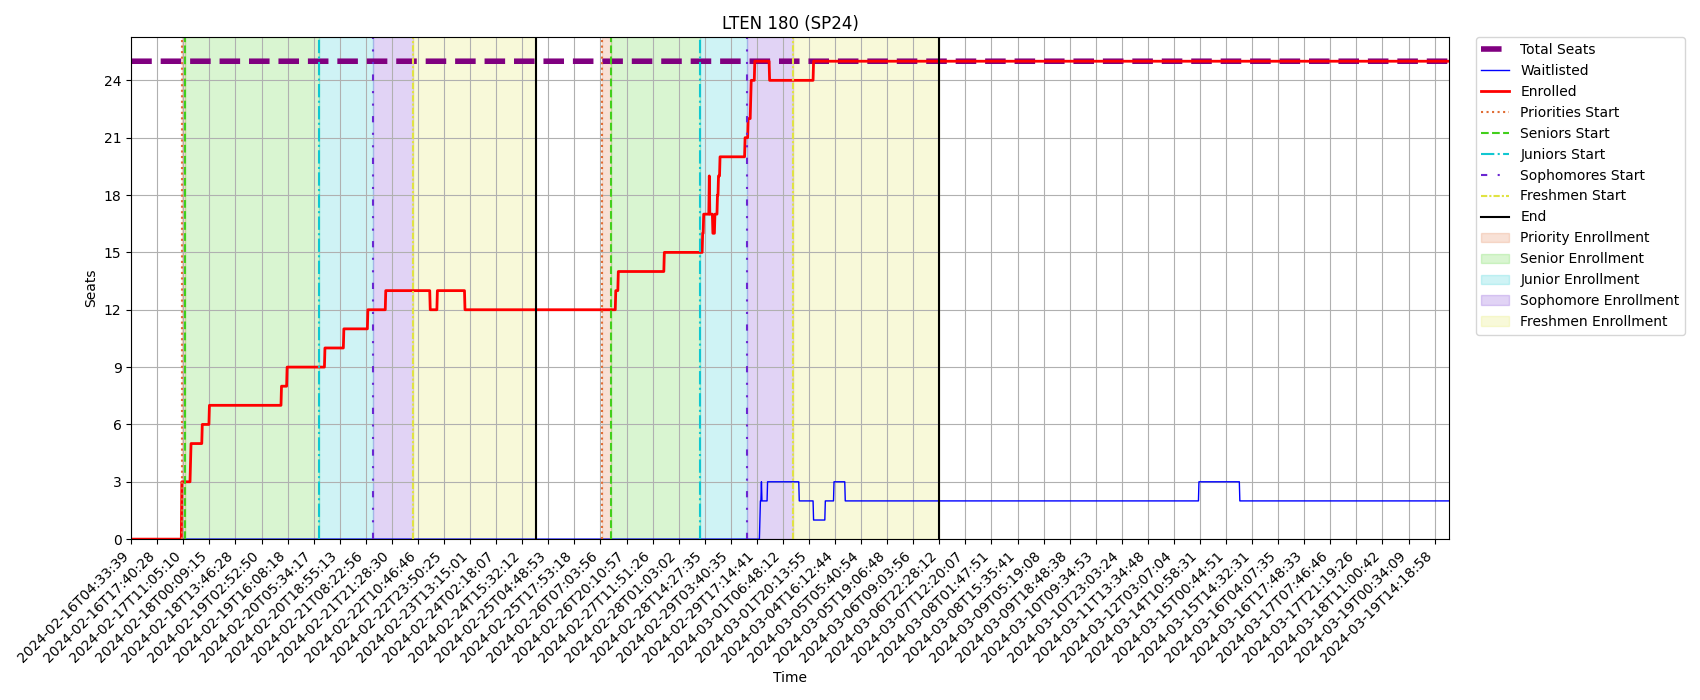 LTEN 180 (SP24)
Seats
24
21
18
15
12
9
6
3
0
2024-02-16T04:33:39
2024-02-16T17:40:28
2024-02-17T11:05:10
2024-02-18T00:09:15
2024-02-18T13:46:28
2024-02-19T02:52:50
2024-02-19T16:08:19
2024-02-20T05:34:17
2024-02-20T18:55:13
2024-02-21T08:22:56
2024-02-21T21:28:30
2024-02-22T10:46:46
2024-02-22T23:50:25
2024-02-23T13:15:01
2024-02-24T02:18:07
2024-02-24T15:32:12
2024-02-25T04:48:53
2024-02-25T17:53:18
2024-02-26T07:03:56
2024-02-26T20:10:57
2024-02-27T11:51:26
2024-02-28T01:03:02
2024-02-28T14:27:35
2024-02-29T03:40:35
2024-02-29T17:14:41
2024-03-01T06:48:12
2024-03-01T20:13:55
2024-03-04T16:12:44
2024-03-05T05:40:54
2024-03-05T19:06:48
2024-03-06T09:03:56
2024-03-06T22:28:12
2024-03-07T12:20:07
2024-03-08T01:47:51
2024-03-08T15:35:41
2024-03-09T05:19:08
2024-03-09T18:48:38
2024-03-10T09:34:53
2024-03-10T23:03:24
2024-03-11T13:34:48
2024-03-12T03:07:04
2024-03-14T10:58:31
2024-03-15T00:44:51
2024-03-15T14:32:31
2024-03-16T04:07:35
2024-03-16T17:48:33
2024-03-17T07:46:46
2024-03-17T21:19:26
2024-03-18T11:00:42
2024-03-19T00:34:09
2024-03-19T14:18:58
Time
Total Seats
Waitlisted
Enrolled
Priorities Start
Seniors Start
Juniors Start
Sophomores Start
Freshmen Start
End
Priority Enrollment
Senior Enrollment
Junior Enrollment
Sophomore Enrollment
Freshmen Enrollment